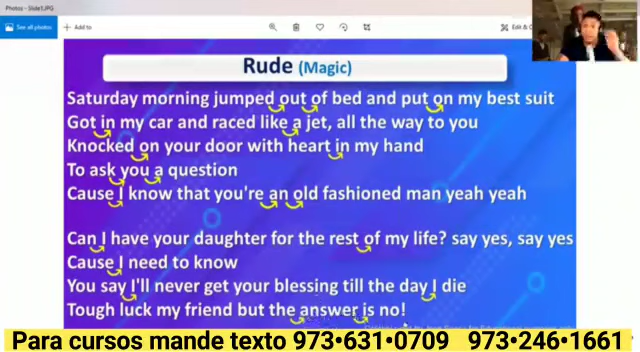 Photos - Slide1.JPG
See all photos
+ Add to
Edit &
Rude (Magic)
Saturday morning jumped out of bed and put on my best suit
Got in my car and raced like a jet, all the way to you
Knocked on your door with heart in my hand
To ask you a question
Cause I know that you're an old fashioned man yeah yeah
Can I have your daughter for the rest of my life? say yes, say yes
Cause I need to know
You say I'll never get your blessing till the day I die
Tough luck my friend but the answer is no!
Para cursos mande texto 973•631•0709 973•246•1661